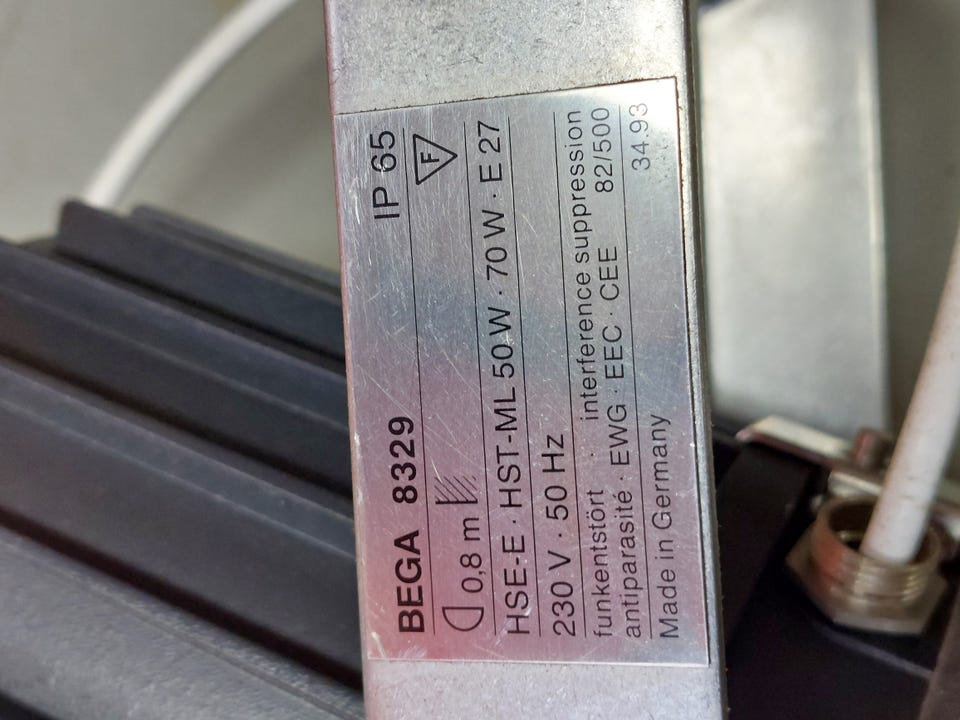 BEGA 8329 IP 65
0,8 m F
HSE-E · HST-ML 50 W · 70 W · E 27
230 V · 50 Hz
funkentstört · interference suppression
antiparasité · EWG · EEC · CEE 82/500
Made in Germany 34.93